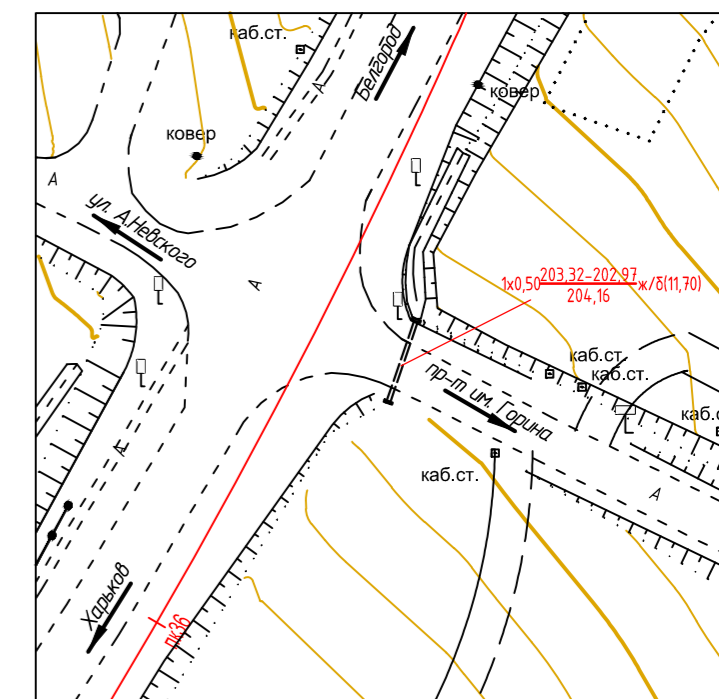 каб.ст.
Белгород
А
ковер
ковер
А
ул. А.Невского
А
203,32-202,97
1х0,50 ж/б(11,70)
204,16
каб.ст.
каб.ст.
пр-т им. Горина
каб.с
А
каб.ст.
А
Харьков
пк36